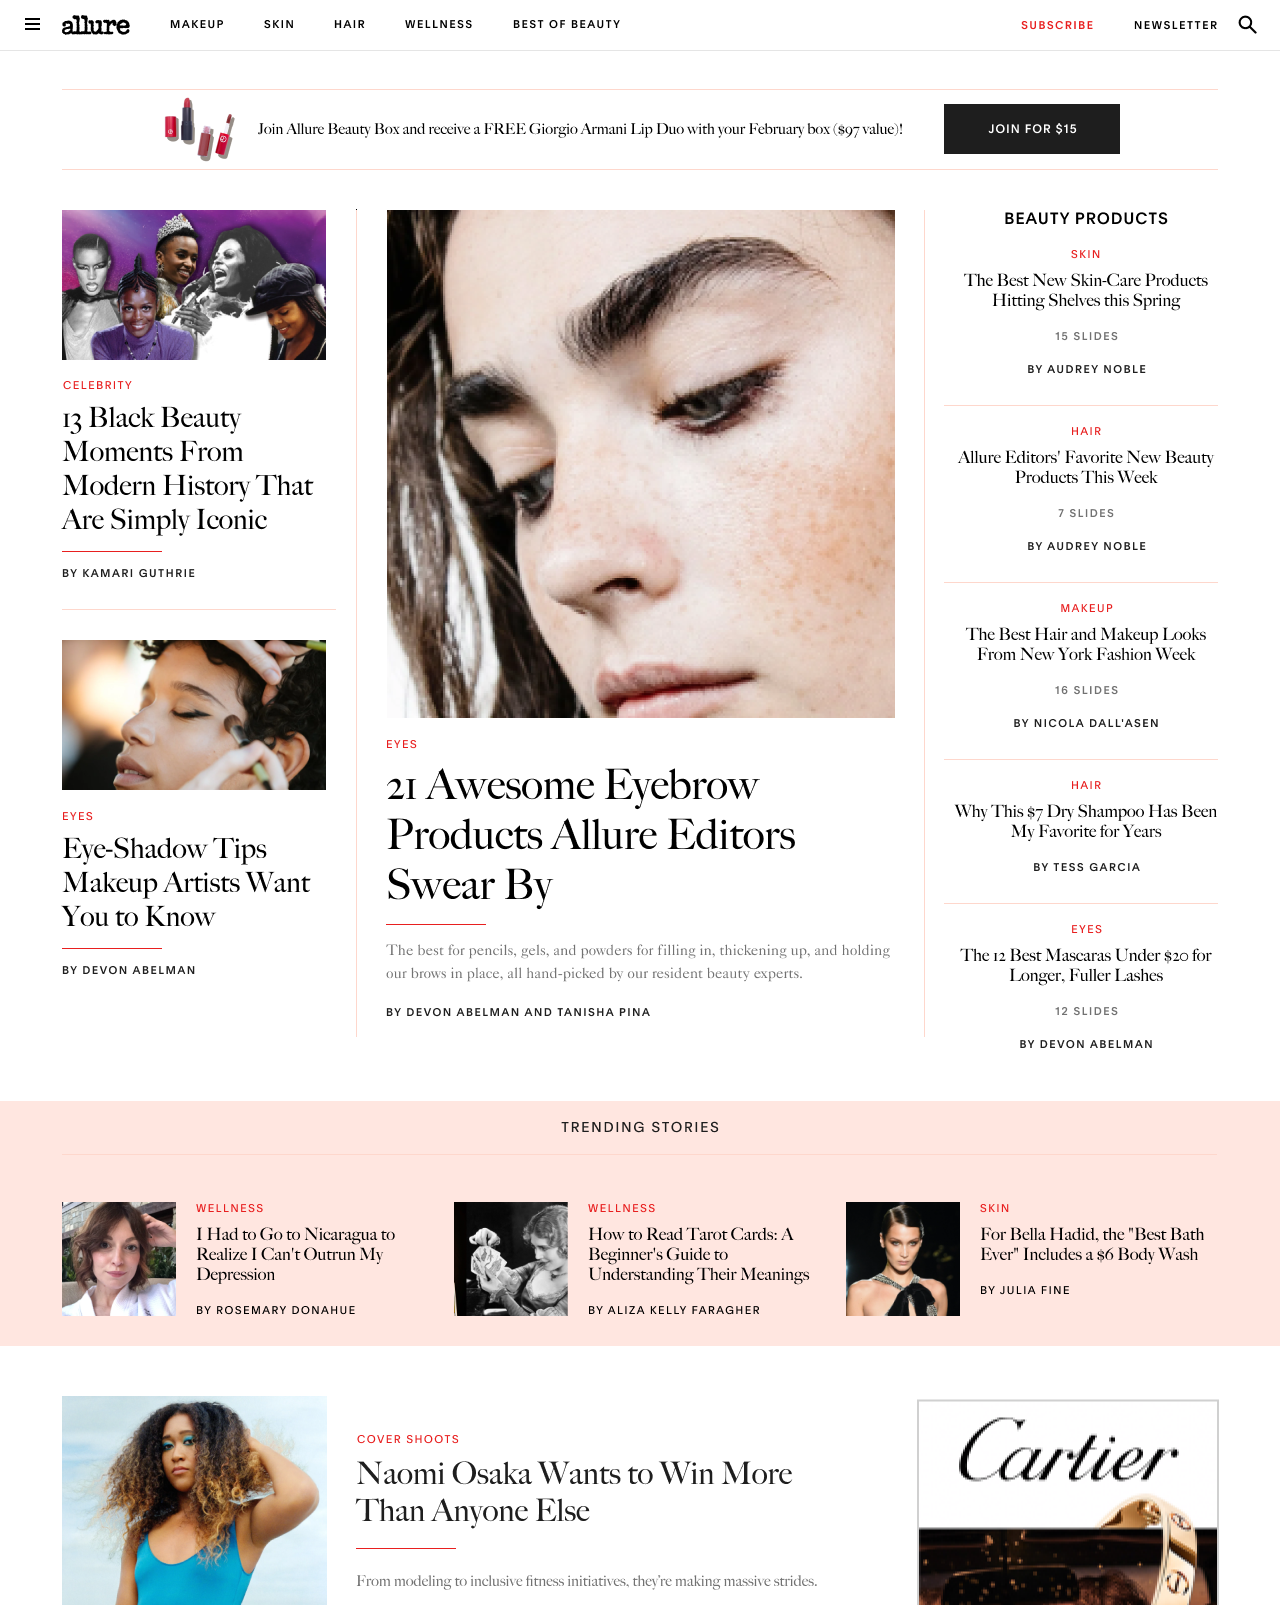 allure
MAKEUP
SKIN
HAIR
WELLNESS
BEST OF BEAUTY
SUBSCRIBE
NEWSLETTER
Join Allure Beauty Box and receive a FREE Giorgio Armani Lip Duo with your February box ($97 value)!
JOIN FOR $15
CELEBRITY
13 Black Beauty
Moments From
Modern History That
Are Simply Iconic
BY KAMARI GUTHRIE
EYES
Eye-Shadow Tips
Makeup Artists Want
You to Know
BY DEVON ABELMAN
EYES
21 Awesome Eyebrow
Products Allure Editors
Swear By
The best for pencils, gels, and powders for filling in, thickening up, and holding
our brows in place, all hand-picked by our resident beauty experts.
BY DEVON ABELMAN AND TANISHA PINA
BEAUTY PRODUCTS
SKIN
The Best New Skin-Care Products
Hitting Shelves this Spring
15 SLIDES
BY AUDREY NOBLE
HAIR
Allure Editors' Favorite New Beauty
Products This Week
7 SLIDES
BY AUDREY NOBLE
MAKEUP
The Best Hair and Makeup Looks
From New York Fashion Week
16 SLIDES
BY NICOLA DALL'ASEN
HAIR
Why This $7 Dry Shampoo Has Been
My Favorite for Years
BY TESS GARCIA
EYES
The 12 Best Mascaras Under $20 for
Longer, Fuller Lashes
12 SLIDES
BY DEVON ABELMAN
TRENDING STORIES
WELLNESS
I Had to Go to Nicaragua to
Realize I Can't Outrun My
Depression
BY ROSEMARY DONAHUE
WELLNESS
How to Read Tarot Cards: A
Beginner's Guide to
Understanding Their Meanings
BY ALIZA KELLY FARAGHER
SKIN
For Bella Hadid, the "Best Bath
Ever" Includes a $6 Body Wash
BY JULIA FINE
COVER SHOOTS
Naomi Osaka Wants to Win More
Than Anyone Else
From modeling to inclusive fitness initiatives, they're making massive strides.
Cartier